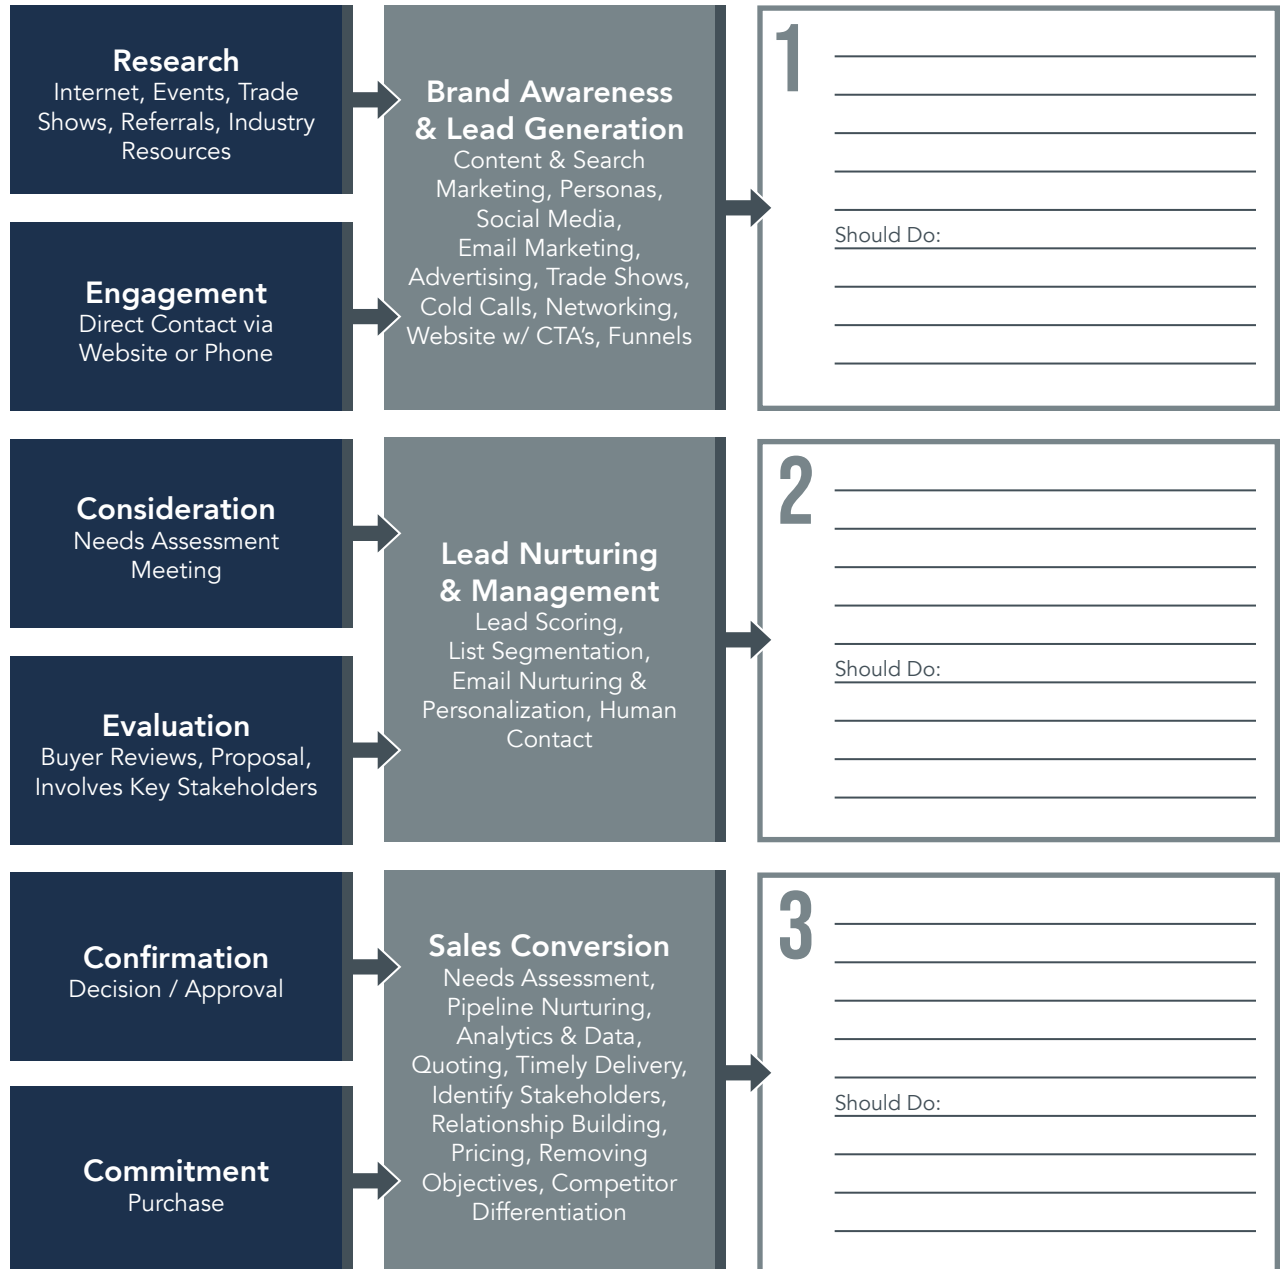 Research
Internet, Events, Trade
Shows, Referrals, Industry
Resources
Engagement
Direct Contact via
Website or Phone
Brand Awareness
& Lead Generation
Content & Search
Marketing, Personas,
Social Media,
Email Marketing,
Advertising, Trade Shows,
Cold Calls, Networking,
Website w/ CTA’s, Funnels
1
Should Do:
Consideration
Needs Assessment
Meeting
Evaluation
Buyer Reviews, Proposal,
Involves Key Stakeholders
Lead Nurturing
& Management
Lead Scoring,
List Segmentation,
Email Nurturing &
Personalization, Human
Contact
2
Should Do:
Confirmation
Decision / Approval
Commitment
Purchase
Sales Conversion
Needs Assessment,
Pipeline Nurturing,
Analytics & Data,
Quoting, Timely Delivery,
Identify Stakeholders,
Relationship Building,
Pricing, Removing
Objectives, Competitor
Differentiation
3
Should Do: